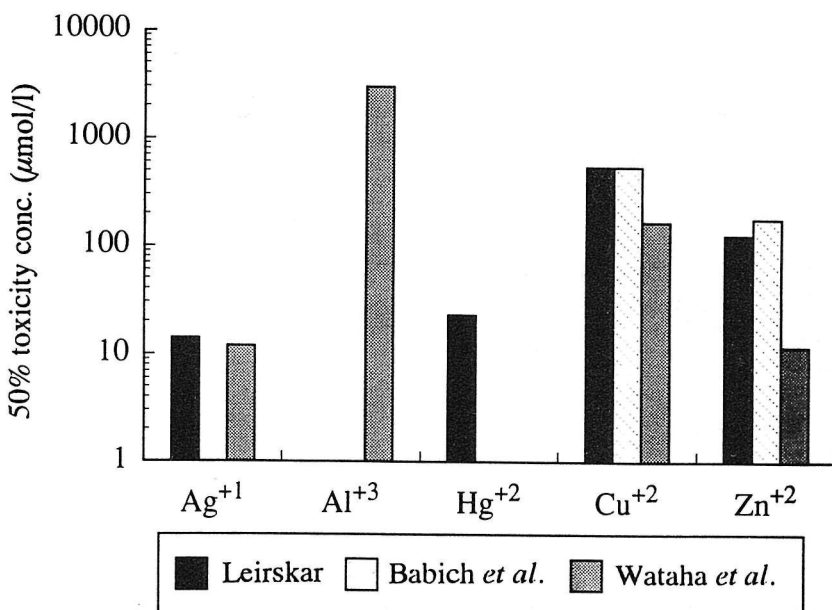 10000
1000
100
10
1
50% toxicity conc. (μmol/l)
Ag+1 Al+3 Hg+2 Cu+2 Zn+2
Leirskar Babich et al. Wataha et al.